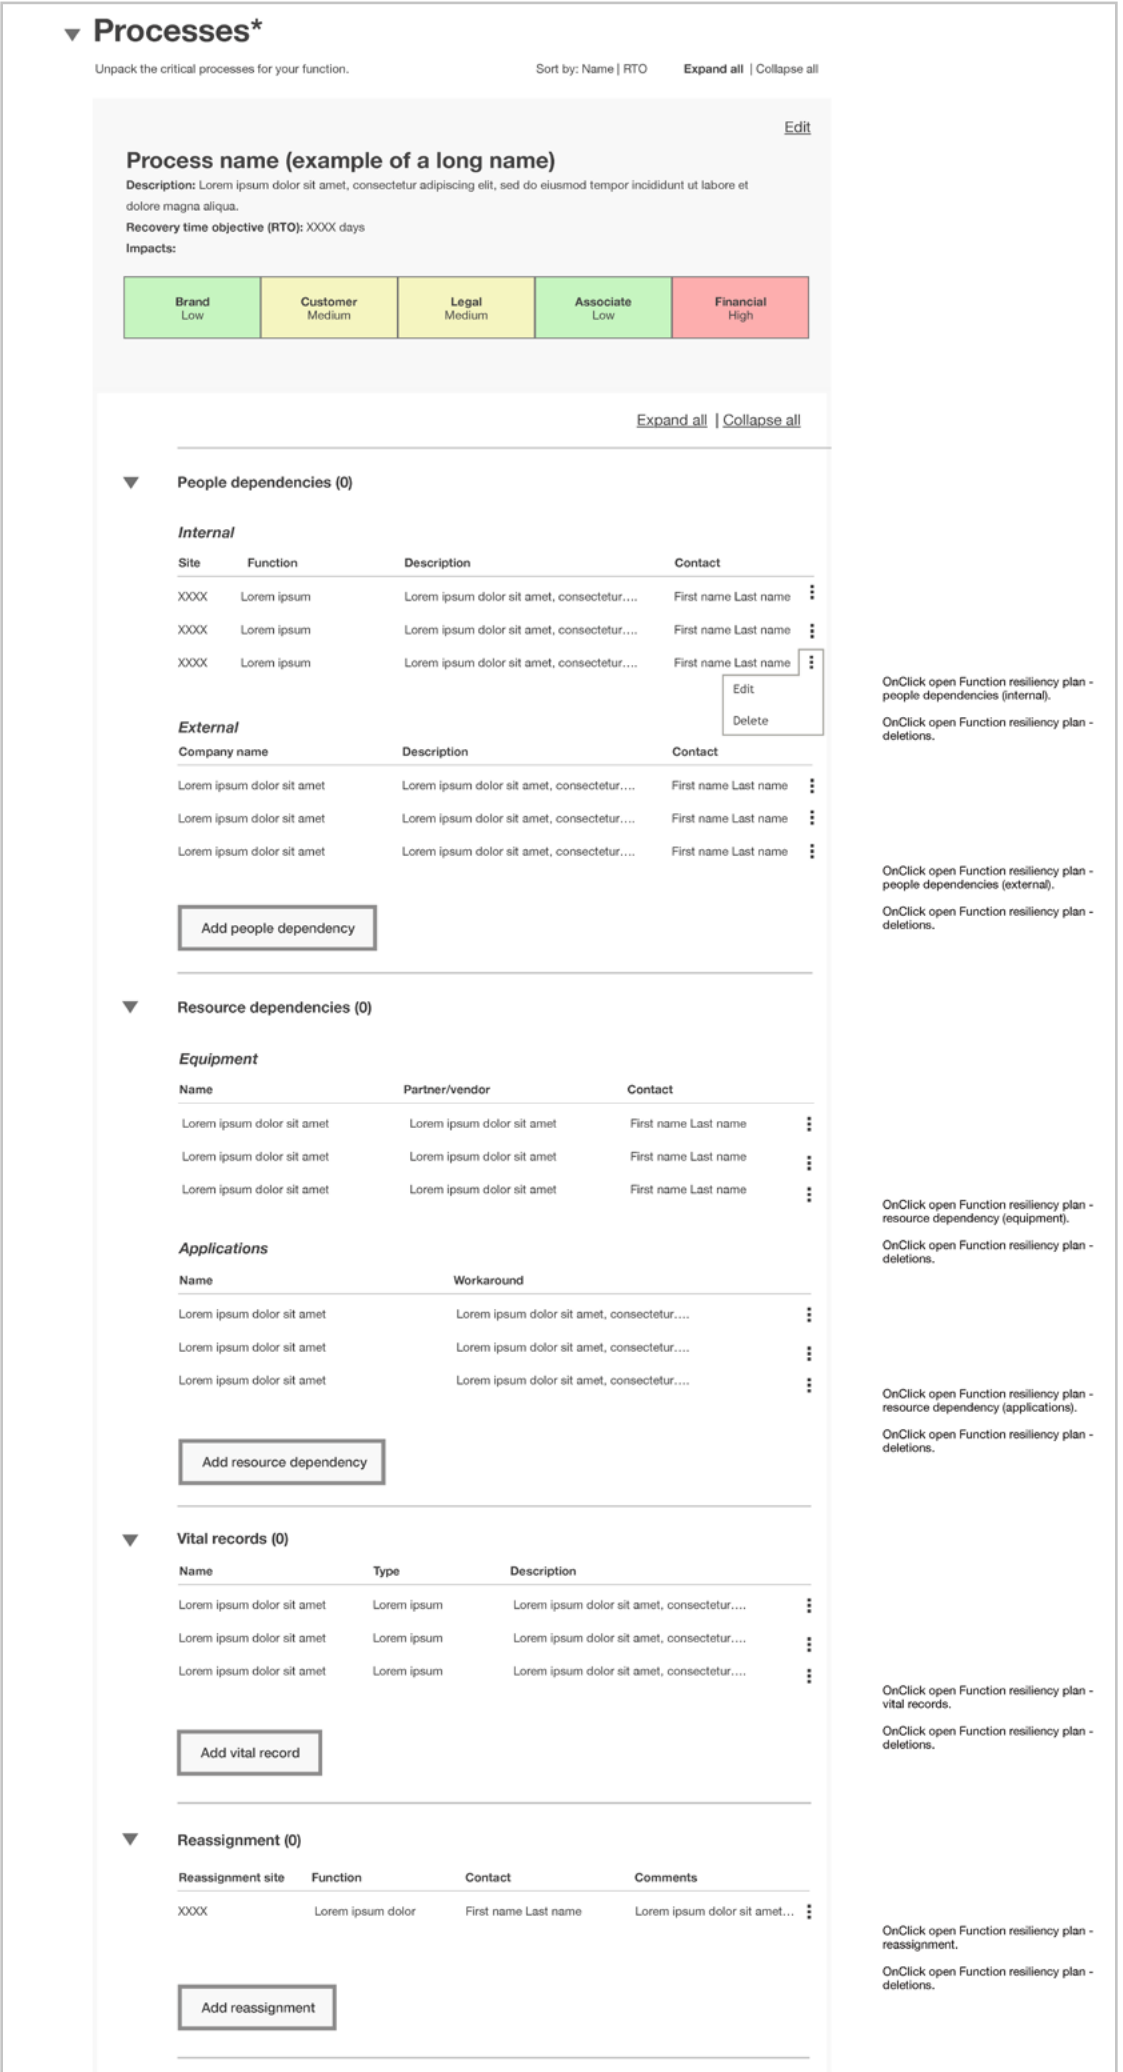 Processes*
Unpack the critical processes for your function.
Sort by: Name | RTO
Expand all | Collapse all
Edit
Process name (example of a long name)
Description: Lorem ipsum dolor sit amet, consectetur adipiscing elit, sed do eiusmod tempor incididunt ut labore et
dolore magna aliqua.
Recovery time objective (RTO): XXXX days
Impacts:
Brand Customer Legal Associate Financial
Low Medium Medium Low High
Expand all | Collapse all
People dependencies (0)
Internal
Site Function Description Contact
XXXX Lorem ipsum Lorem ipsum dolor sit amet, consectetur.... First name Last name
XXXX Lorem ipsum Lorem ipsum dolor sit amet, consectetur.... First name Last name
XXXX Lorem ipsum Lorem ipsum dolor sit amet, consectetur.... First name Last name
Edit
Delete
OnClick open Function resiliency plan -
people dependencies (internal).
OnClick open Function resiliency plan -
deletions.
External
Company name Description Contact
Lorem ipsum dolor sit amet Lorem ipsum dolor sit amet, consectetur.... First name Last name
Lorem ipsum dolor sit amet Lorem ipsum dolor sit amet, consectetur.... First name Last name
Lorem ipsum dolor sit amet Lorem ipsum dolor sit amet, consectetur.... First name Last name
OnClick open Function resiliency plan -
people dependencies (external).
OnClick open Function resiliency plan -
deletions.
Add people dependency
Resource dependencies (0)
Equipment
Name Partner/vendor Contact
Lorem ipsum dolor sit amet Lorem ipsum dolor sit amet First name Last name
Lorem ipsum dolor sit amet Lorem ipsum dolor sit amet First name Last name
Lorem ipsum dolor sit amet Lorem ipsum dolor sit amet First name Last name
OnClick open Function resiliency plan -
resource dependency (equipment).
OnClick open Function resiliency plan -
deletions.
Applications
Name Workaround
Lorem ipsum dolor sit amet Lorem ipsum dolor sit amet, consectetur....
Lorem ipsum dolor sit amet Lorem ipsum dolor sit amet, consectetur....
Lorem ipsum dolor sit amet Lorem ipsum dolor sit amet, consectetur....
OnClick open Function resiliency plan -
resource dependency (applications).
OnClick open Function resiliency plan -
deletions.
Add resource dependency
Vital records (0)
Name Type Description
Lorem ipsum dolor sit amet Lorem ipsum Lorem ipsum dolor sit amet, consectetur....
Lorem ipsum dolor sit amet Lorem ipsum Lorem ipsum dolor sit amet, consectetur....
Lorem ipsum dolor sit amet Lorem ipsum Lorem ipsum dolor sit amet, consectetur....
OnClick open Function resiliency plan -
vital records.
OnClick open Function resiliency plan -
deletions.
Add vital record
Reassignment (0)
Reassignment site Function Contact Comments
XXXX Lorem ipsum dolor First name Last name Lorem ipsum dolor sit amet...
OnClick open Function resiliency plan -
reassignment.
OnClick open Function resiliency plan -
deletions.
Add reassignment